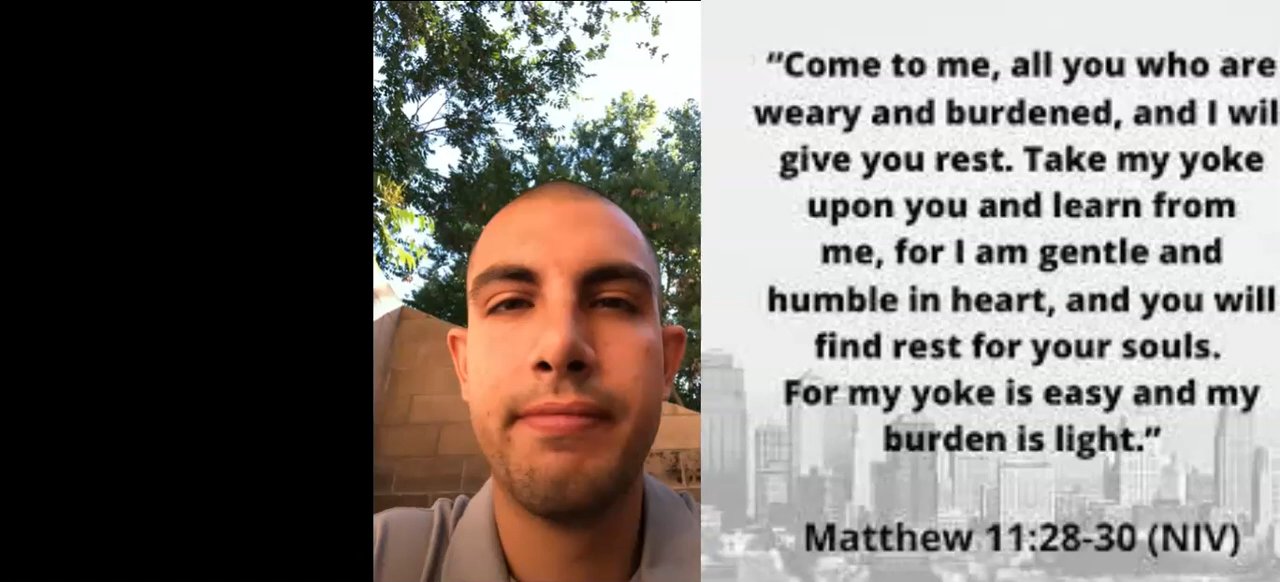 “Come to me, all you who are
weary and burdened, and I wil
give you rest. Take my yoke
upon you and learn from
me, for I am gentle and
humble in heart, and you will
find rest for your souls.
For my yoke is easy and my
burden is light.”
Matthew 11:28-30 (NIV)